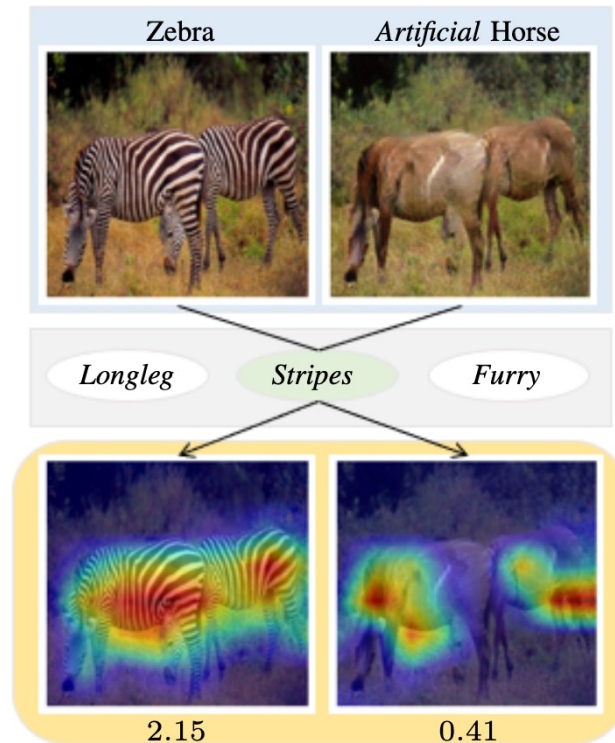 Zebra
Artificial Horse
Longleg
Stripes
Furry
2.15
0.41